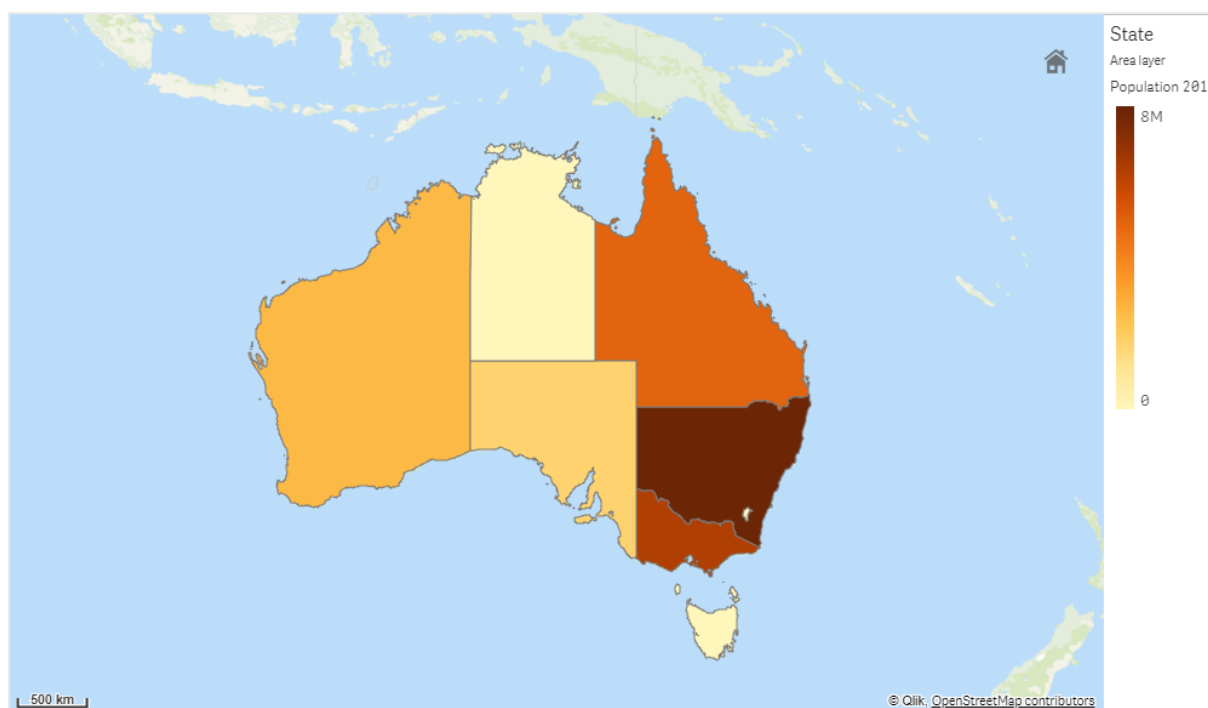 State
Area layer
Population 201
8M
0
500 km
© Qlik, OpenStreetMap contributors